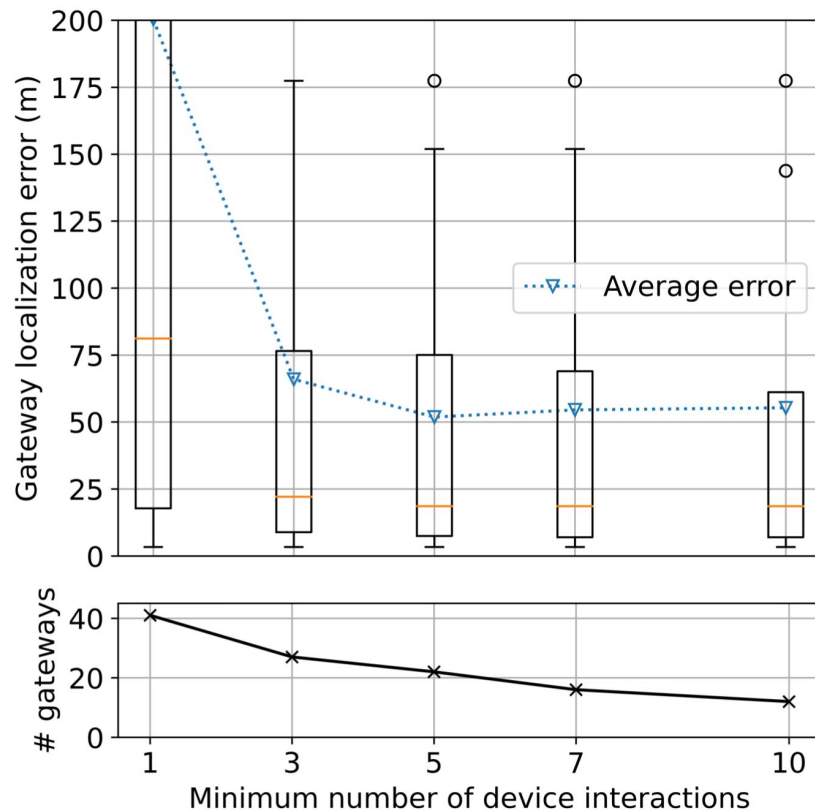 200
175
150
125
100
75
50
25
0
Gateway localization error (m)
Average error
40
20
0
# gateways
1 3 5 7 10
Minimum number of device interactions